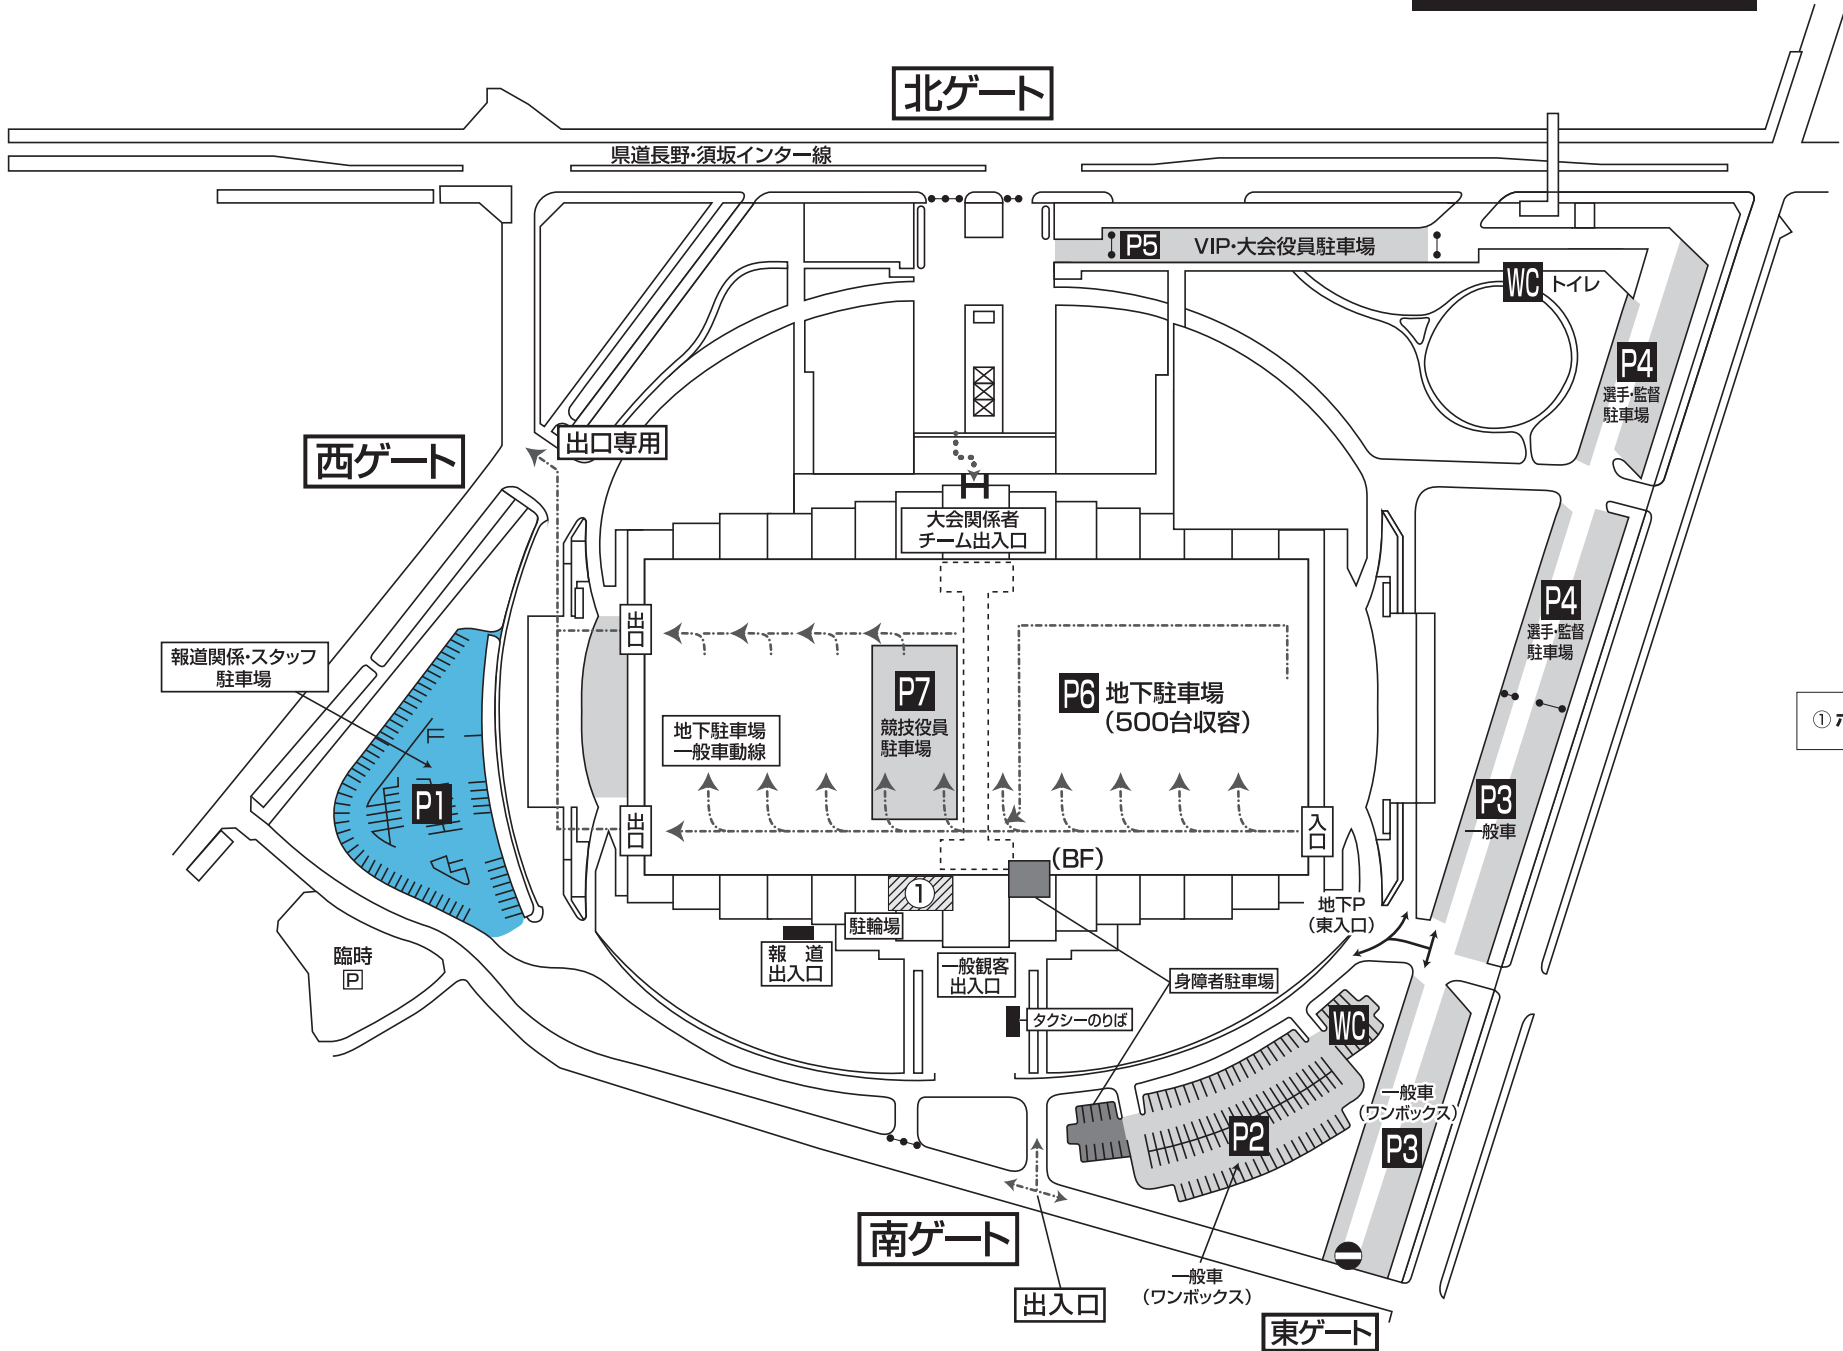 北ゲート
県道長野・須坂インター線
P5 VIP・大会役員駐車場
WC トイレ
P4
選手・監督
駐車場
西ゲート
出口専用
大会関係者
チーム出入口
P4
選手・監督
駐車場
出口
報道関係・スタッフ
駐車場
P7
競技役員
駐車場
P6 地下駐車場
(500台収容)
地下駐車場
一般車動線
①
P1
P3
一般車
出口
入口
(BF)
1
駐輪場
地下P
(東入口)
臨時
P
報道
出入口
一般観客
出入口
身障者駐車場
タクシーのりば
WC
一般車
(ワンボックス)
P3
P2
南ゲート
一般車
(ワンボックス)
出入口
東ゲート